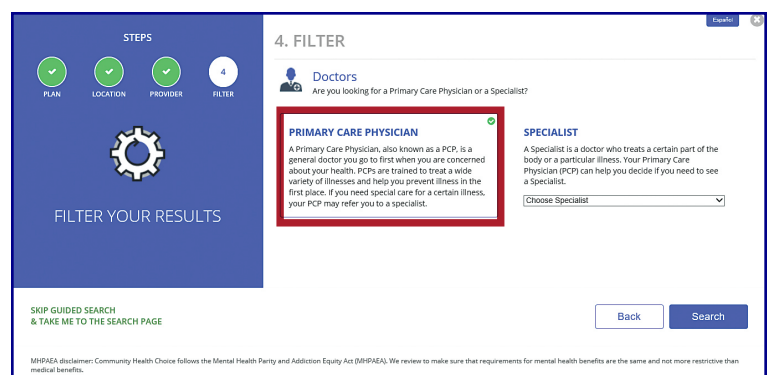 Español
STEPS
4
PLAN
LOCATION
PROVIDER
FILTER
FILTER YOUR RESULTS
4. FILTER
Doctors
Are you looking for a Primary Care Physician or a Specialist?
PRIMARY CARE PHYSICIAN
A Primary Care Physician, also known as a PCP, is a
general doctor you go to first when you are concerned
about your health. PCPs are trained to treat a wide
variety of illnesses and help you prevent illness in the
first place. If you need special care for a certain illness,
your PCP may refer you to a specialist.
SPECIALIST
A Specialist is a doctor who treats a certain part of the
body or a particular illness. Your Primary Care
Physician (PCP) can help you decide if you need to see
a Specialist.
Choose Specialist
SKIP GUIDED SEARCH
& TAKE ME TO THE SEARCH PAGE
Back
Search
MHPAEA disclaimer: Community Health Choice follows the Mental Health Parity and Addiction Equity Act (MHPAEA). We review to make sure that requirements for mental health benefits are the same and not more restrictive than
medical benefits.